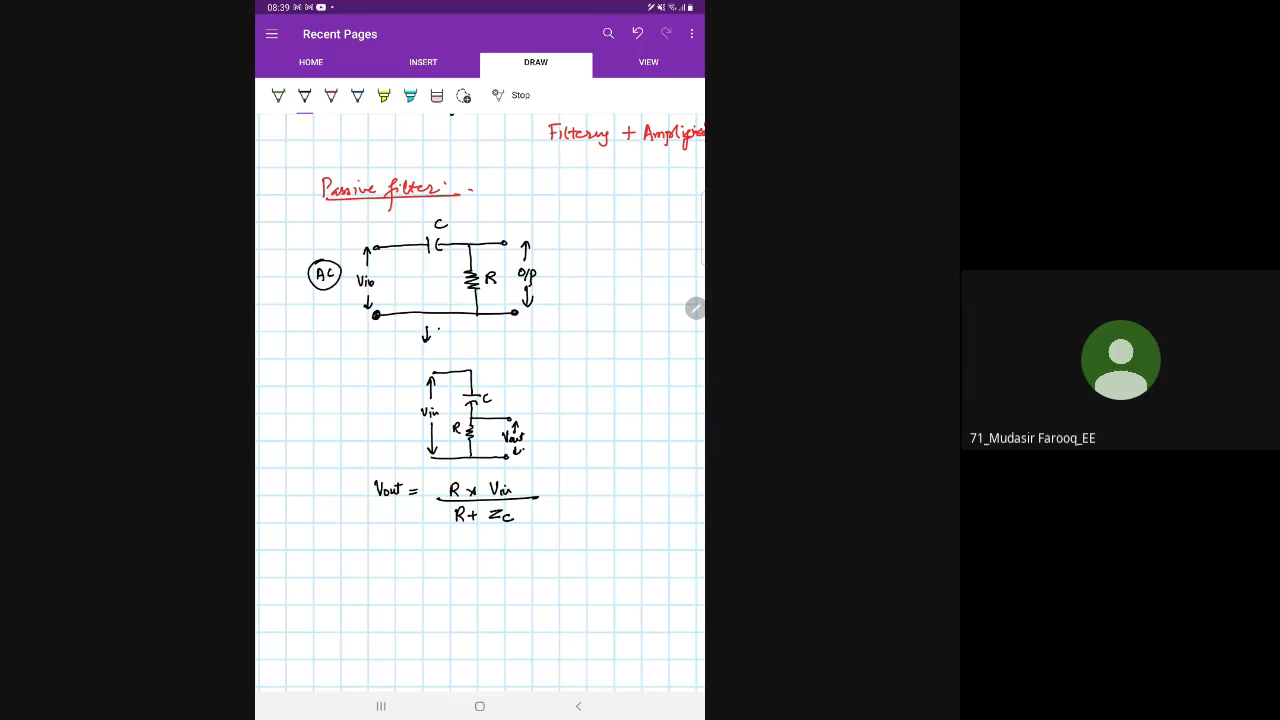 08:39
Recent Pages
HOME INSERT DRAW VIEW
Stop
Filtering +
Passive filter:
C
AC
Vin
R
O/p
Vin
C
R
Vout
Vout = R x Vin
R + Zc
71_Mudasir Farooq_EE